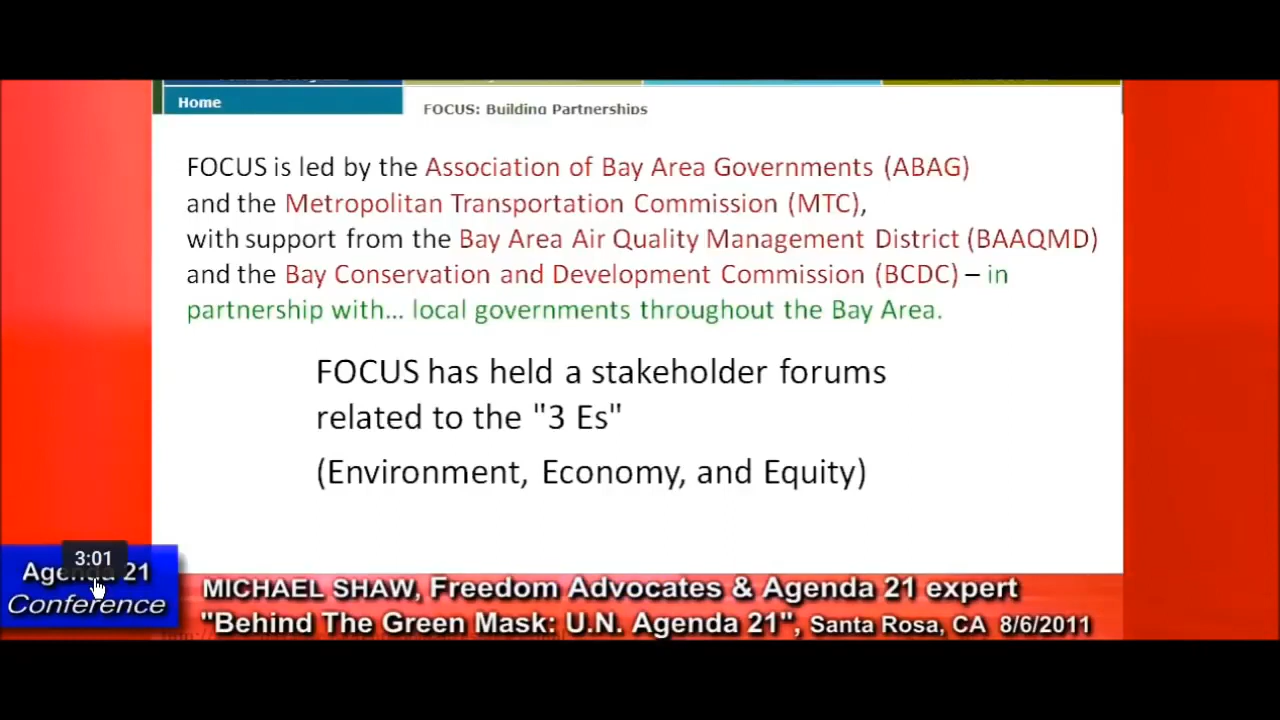 Home
FOCUS: Building Partnerships
FOCUS is led by the Association of Bay Area Governments (ABAG)
and the Metropolitan Transportation Commission (MTC),
with support from the Bay Area Air Quality Management District (BAAQMD)
and the Bay Conservation and Development Commission (BCDC) – in
partnership with... local governments throughout the Bay Area.
FOCUS has held a stakeholder forums
related to the "3 Es"
(Environment, Economy, and Equity)
3:01
Agenda 21
Conference
MICHAEL SHAW, Freedom Advocates & Agenda 21 expert
"Behind The Green Mask: U.N. Agenda 21", Santa Rosa, CA 8/6/2011